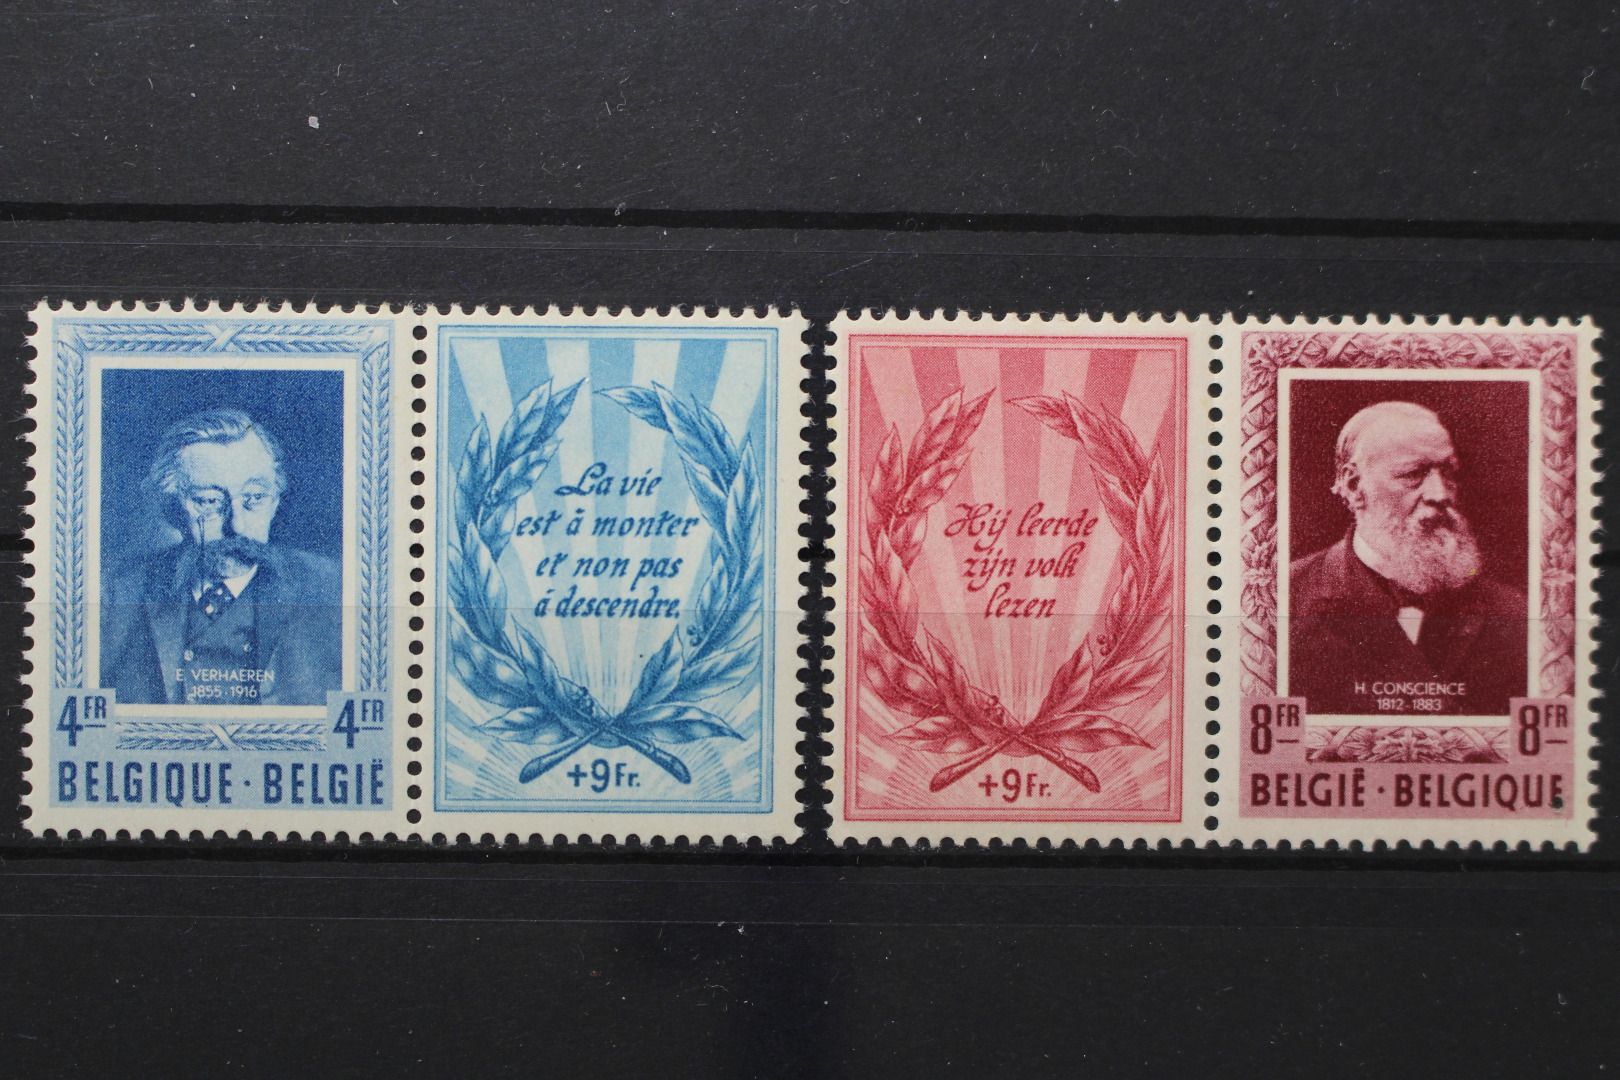 E. VERHAEREN
1855-1916
4FR 4FR
BELGIQUE · BELGIË
La vie
est à monter
et non pas
à descendre.
+9Fr.
Hij leerde
zijn volk
lezen
+9Fr.
H. CONSCIENCE
1812-1883
8FR 8FR
BELGIË · BELGIQUE